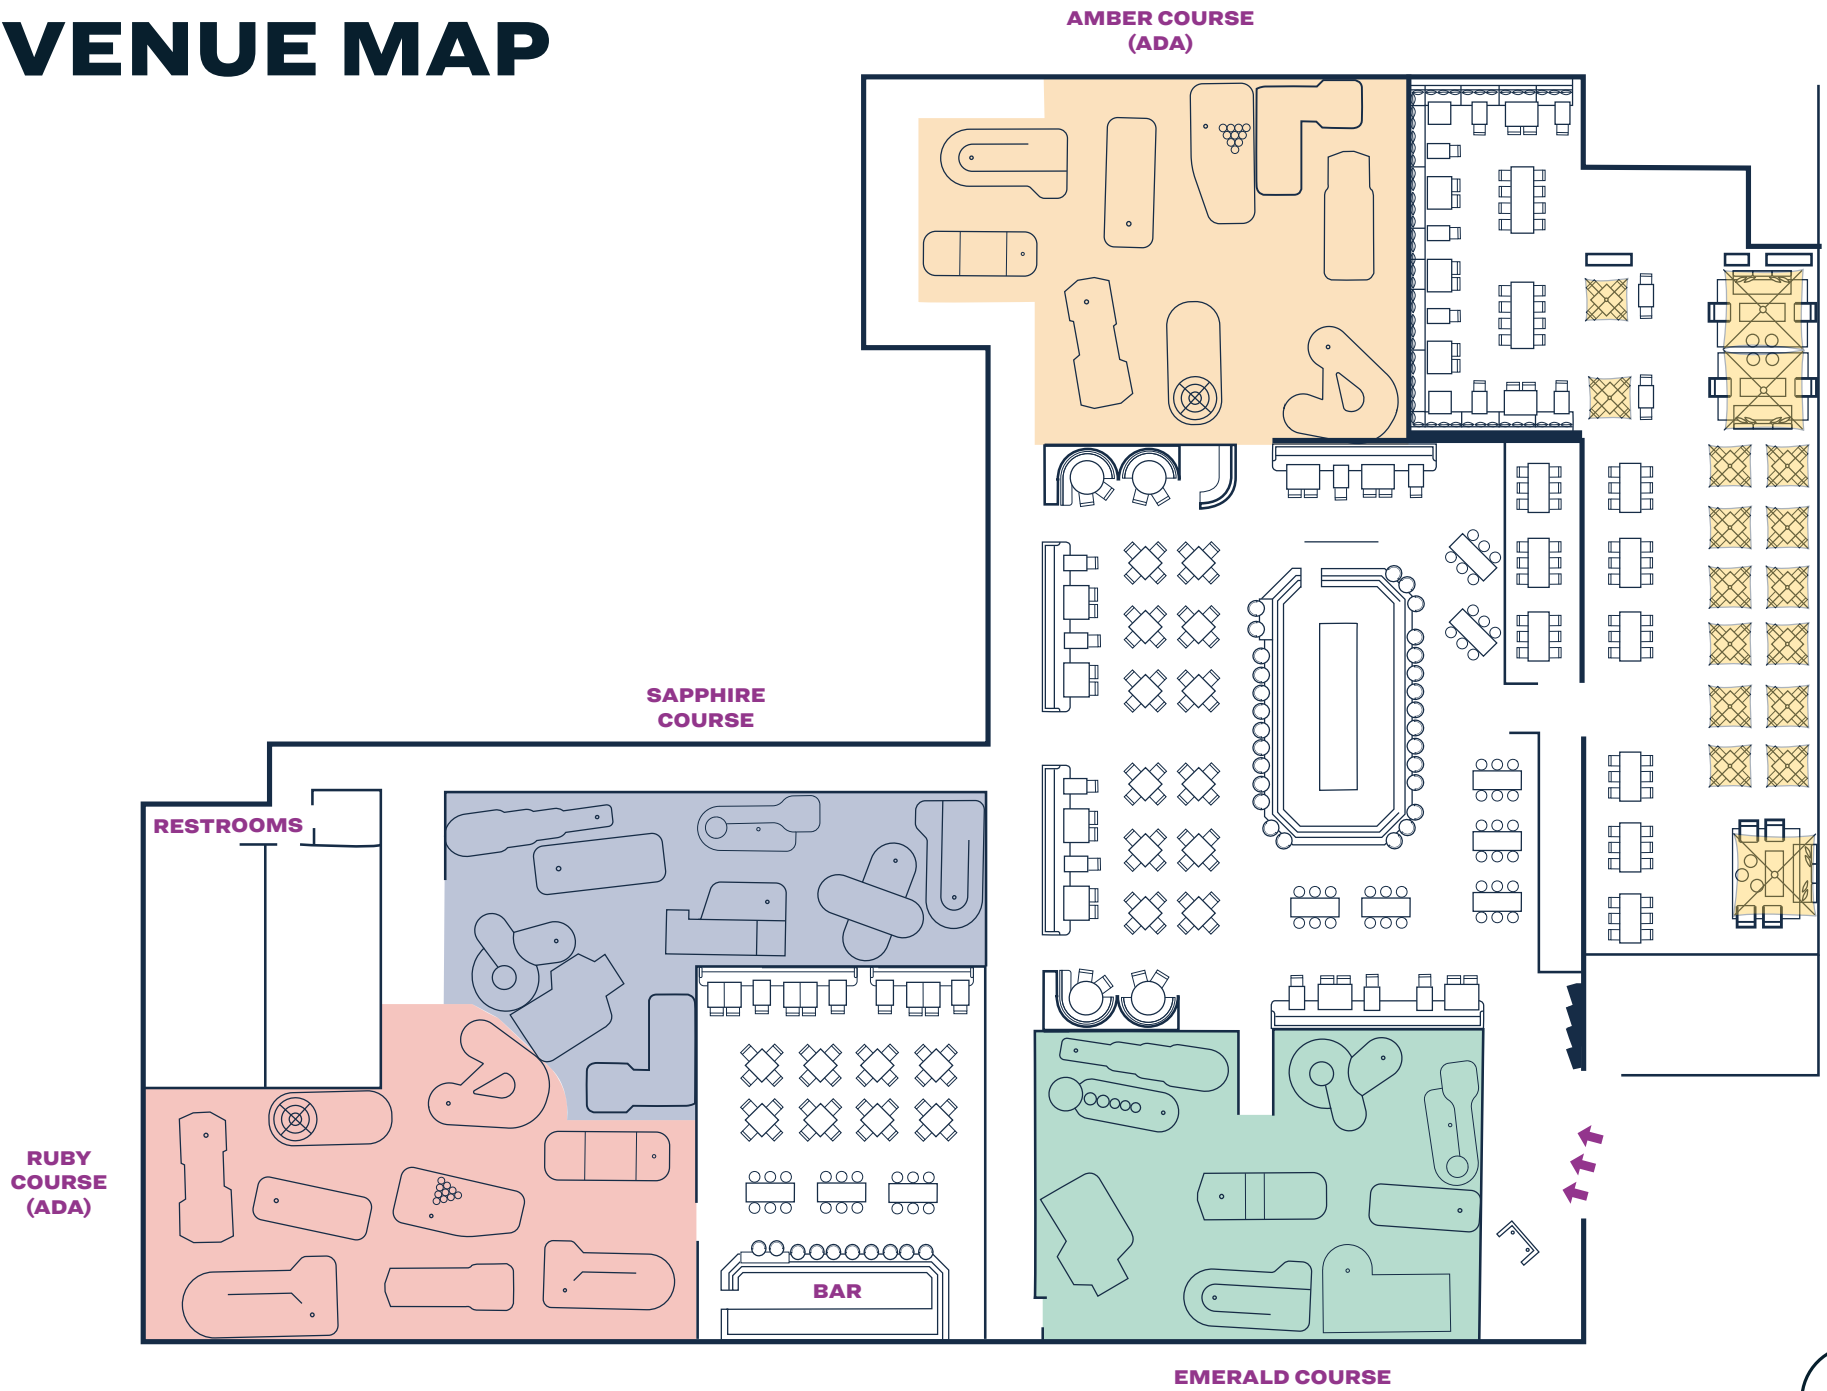 VENUE MAP
AMBER COURSE
(ADA)
SAPPHIRE
COURSE
RESTROOMS
RUBY
COURSE
(ADA)
BAR
EMERALD COURSE